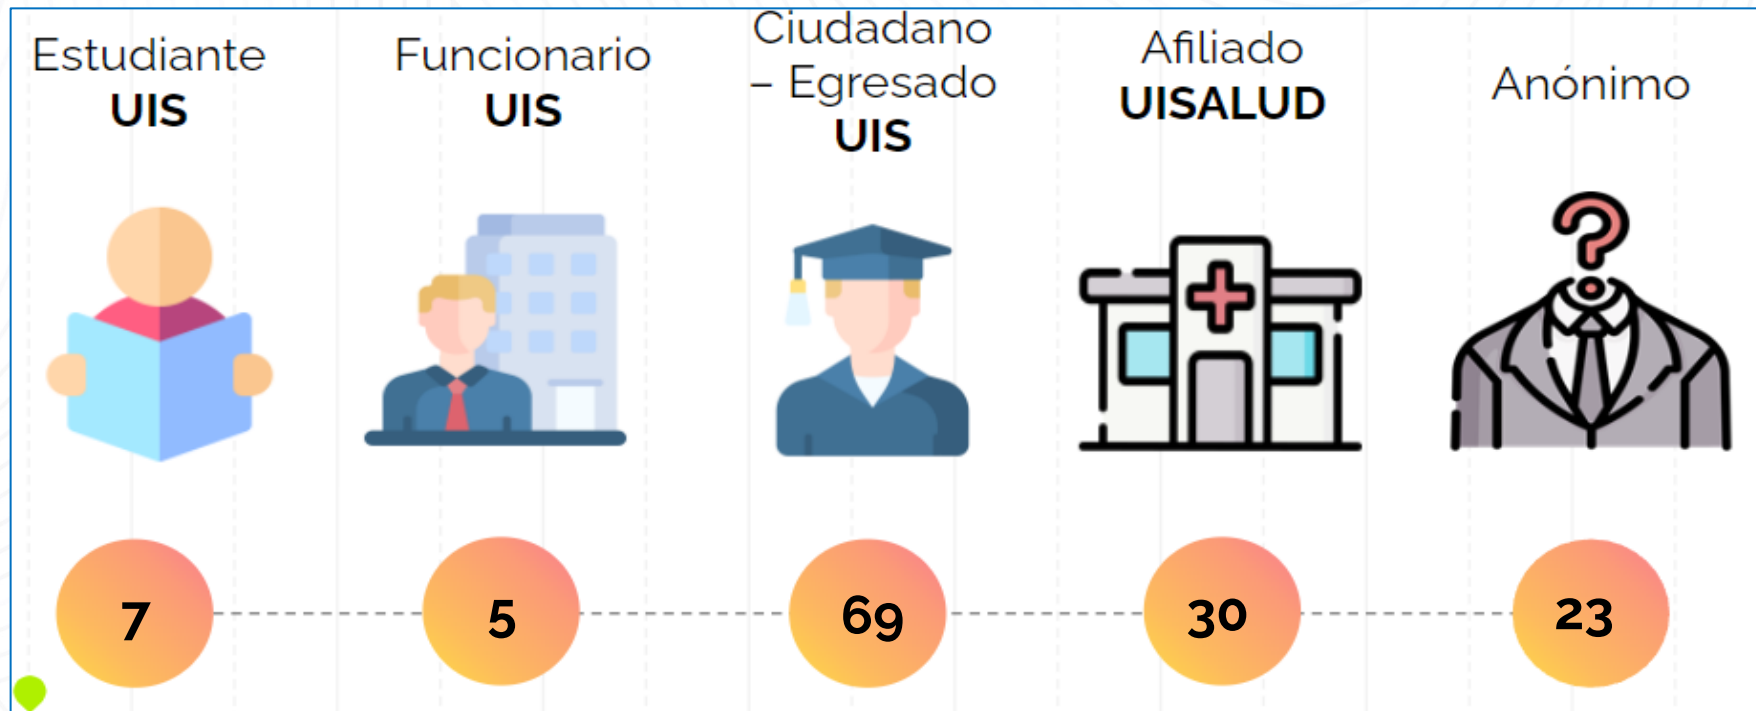 Estudiante
UIS
Funcionario
UIS
Ciudadano
– Egresado
UIS
Afiliado
UISALUD
Anónimo
?
7
5
69
30
23